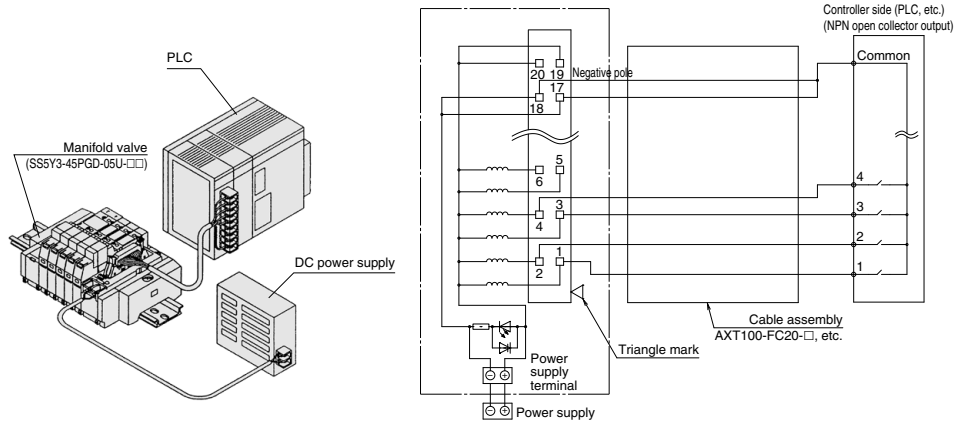 PLC
Manifold valve
(SS5Y3-45PGD-05U-□□)
DC power supply
Controller side (PLC, etc.)
(NPN open collector output)
Common
20 19
Negative pole
17
18
5
6
4
3
3
4
2
1
2
1
Cable assembly
AXT100-FC20-□, etc.
Triangle mark
Power
supply
terminal
Power supply